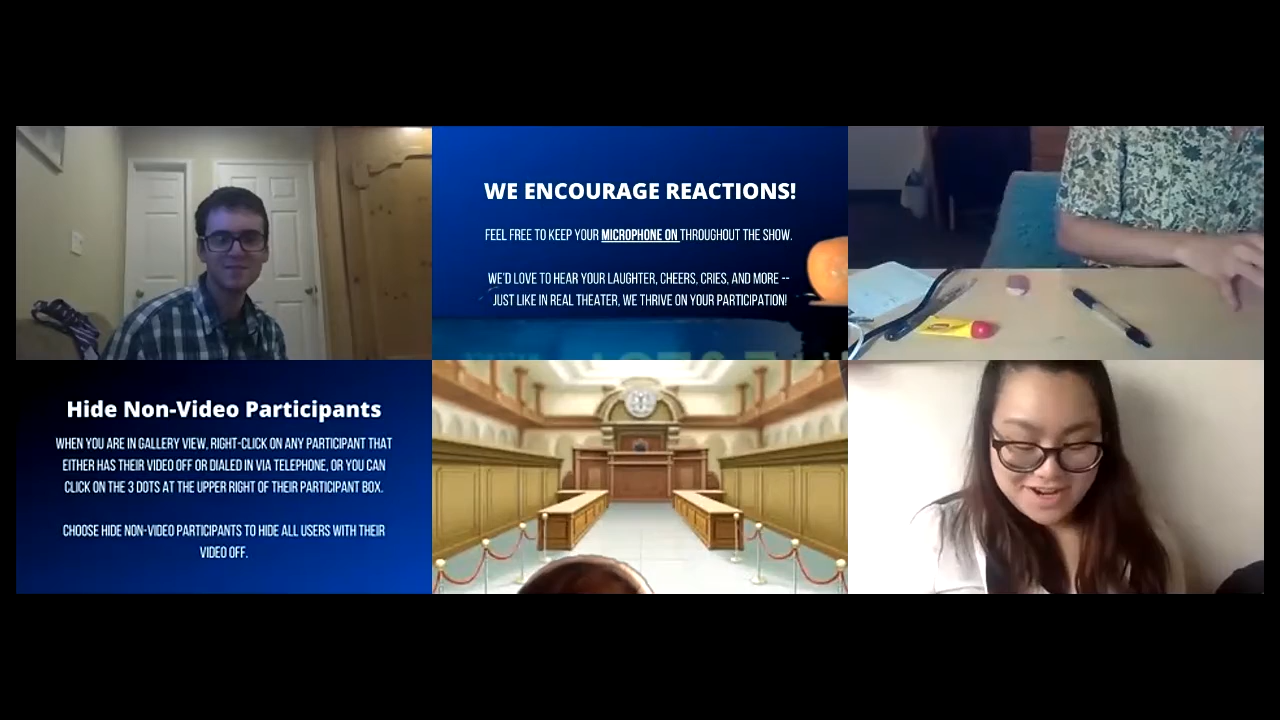 WE ENCOURAGE REACTIONS!
FEEL FREE TO KEEP YOUR MICROPHONE ON THROUGHOUT THE SHOW.
WE'D LOVE TO HEAR YOUR LAUGHTER, CHEERS, CRIES, AND MORE --
JUST LIKE IN REAL THEATER, WE THRIVE ON YOUR PARTICIPATION!
Hide Non-Video Participants
WHEN YOU ARE IN GALLERY VIEW, RIGHT-CLICK ON ANY PARTICIPANT THAT
EITHER HAS THEIR VIDEO OFF OR DIALED IN VIA TELEPHONE, OR YOU CAN
CLICK ON THE 3 DOTS AT THE UPPER RIGHT OF THEIR PARTICIPANT BOX.
CHOOSE HIDE NON-VIDEO PARTICIPANTS TO HIDE ALL USERS WITH THEIR
VIDEO OFF.